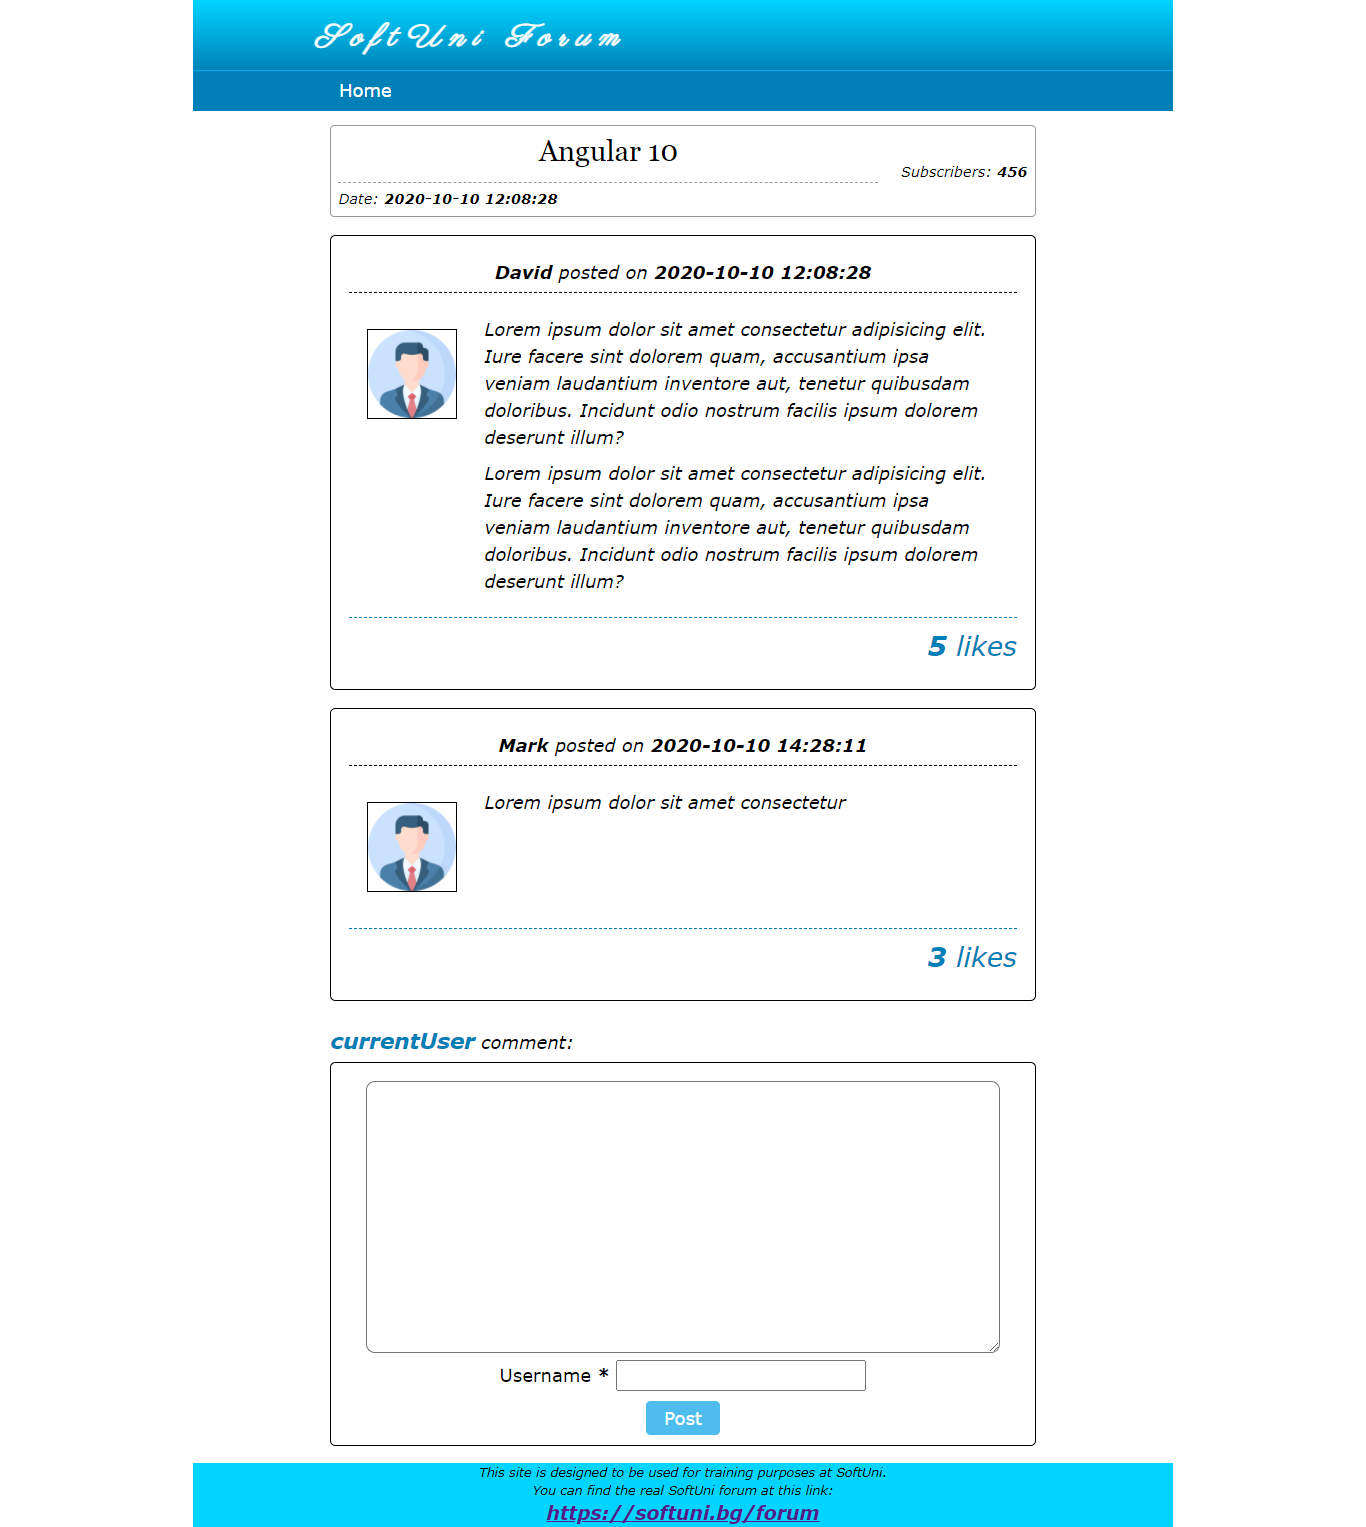 SoftUni Forum
Home
Angular 10
Subscribers: 456
Date: 2020-10-10 12:08:28
David posted on 2020-10-10 12:08:28
Lorem ipsum dolor sit amet consectetur adipisicing elit.
Iure facere sint dolorem quam, accusantium ipsa
veniam laudantium inventore aut, tenetur quibusdam
doloribus. Incidunt odio nostrum facilis ipsum dolorem
deserunt illum?
Lorem ipsum dolor sit amet consectetur adipisicing elit.
Iure facere sint dolorem quam, accusantium ipsa
veniam laudantium inventore aut, tenetur quibusdam
doloribus. Incidunt odio nostrum facilis ipsum dolorem
deserunt illum?
5 likes
Mark posted on 2020-10-10 14:28:11
Lorem ipsum dolor sit amet consectetur
3 likes
currentUser comment:
Username *
Post
This site is designed to be used for training purposes at SoftUni.
You can find the real SoftUni forum at this link:
https://softuni.bg/forum